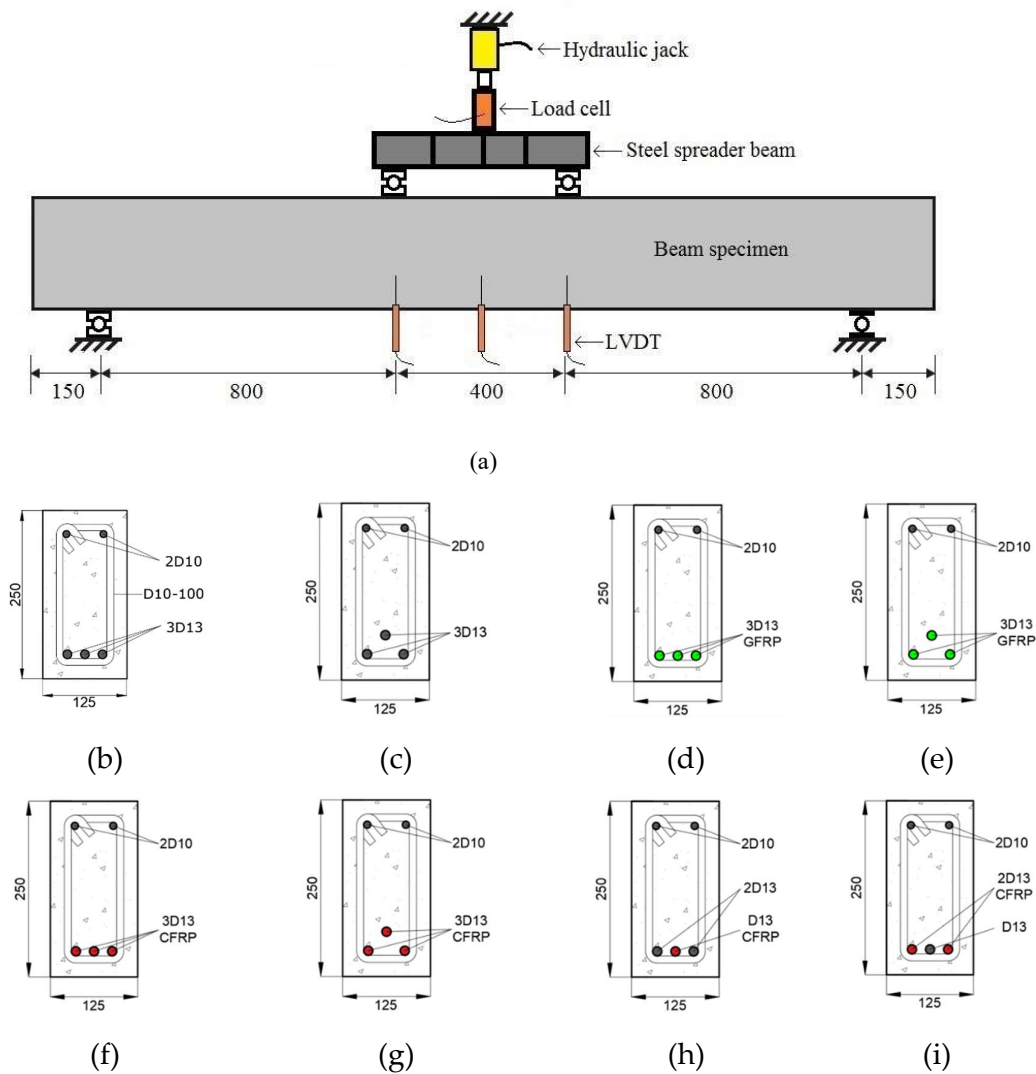 Hydraulic jack
Load cell
Steel spreader beam
Beam specimen
LVDT
150 800 400 800 150
(a)
250
2D10
D10-100
3D13
125
(b)
250
2D10
3D13
125
(c)
250
2D10
3D13
GFRP
125
(d)
250
2D10
3D13
GFRP
125
(e)
250
2D10
3D13
CFRP
125
(f)
250
2D10
3D13
CFRP
125
(g)
250
2D10
2D13
D13
CFRP
125
(h)
250
2D10
2D13
CFRP
D13
125
(i)